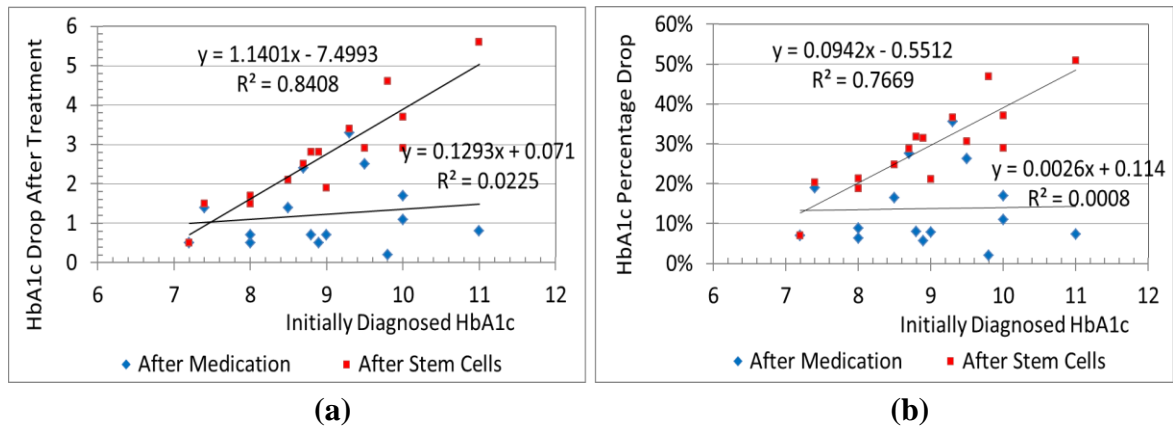 HbA1c Drop After Treatment
6
5
4
3
2
1
0
y = 1.1401x - 7.4993
R² = 0.8408
y = 0.1293x + 0.071
R² = 0.0225
6 7 8 9 10 11 12
Initially Diagnosed HbA1c
After Medication After Stem Cells
(a)
HbA1c Percentage Drop
60%
50%
40%
30%
20%
10%
0%
y = 0.0942x - 0.5512
R² = 0.7669
y = 0.0026x + 0.114
R² = 0.0008
6 7 8 9 10 11 12
Initially Diagnosed HbA1c
After Medication After Stem Cells
(b)